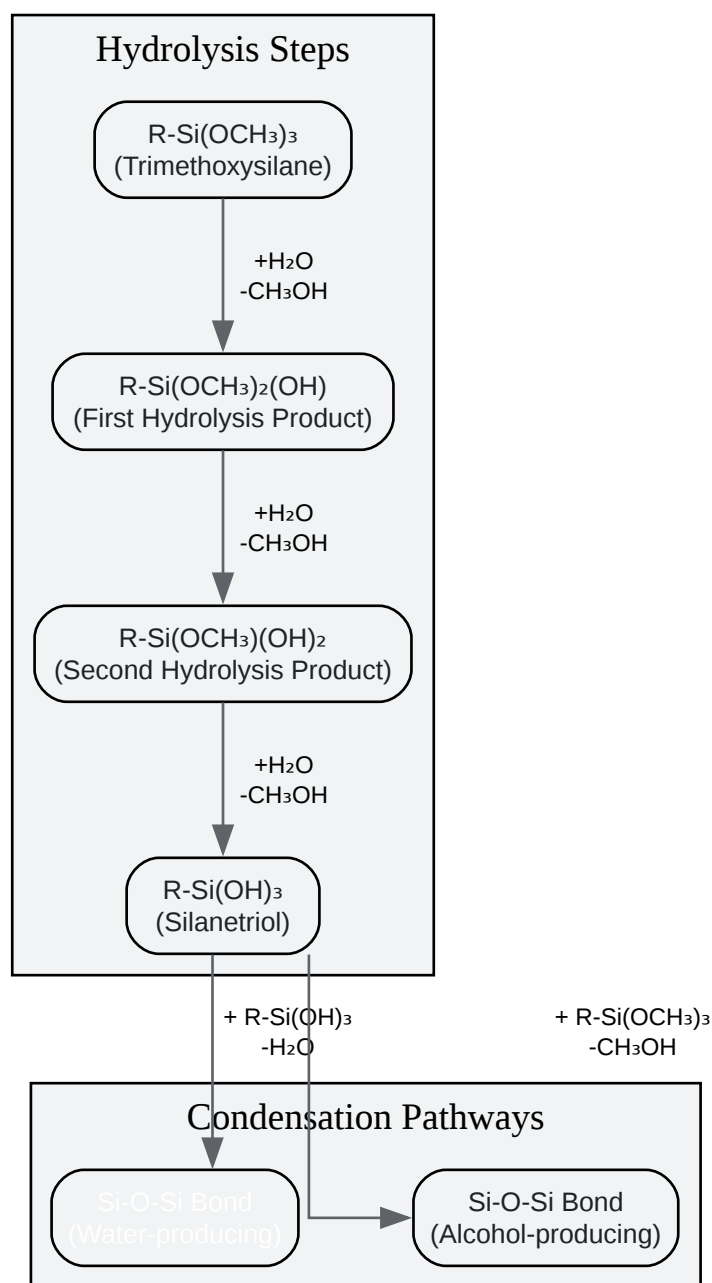 Hydrolysis Steps
R-Si(OCH₃)₃
(Trimethoxysilane)
+H₂O
-CH₃OH
R-Si(OCH₃)₂(OH)
(First Hydrolysis Product)
+H₂O
-CH₃OH
R-Si(OCH₃)(OH)₂
(Second Hydrolysis Product)
+H₂O
-CH₃OH
R-Si(OH)₃
(Silanetriol)
+ R-Si(OH)₃
-H₂O
+ R-Si(OCH₃)₃
-CH₃OH
Condensation Pathways
Si-O-Si Bond
(Water-producing)
Si-O-Si Bond
(Alcohol-producing)